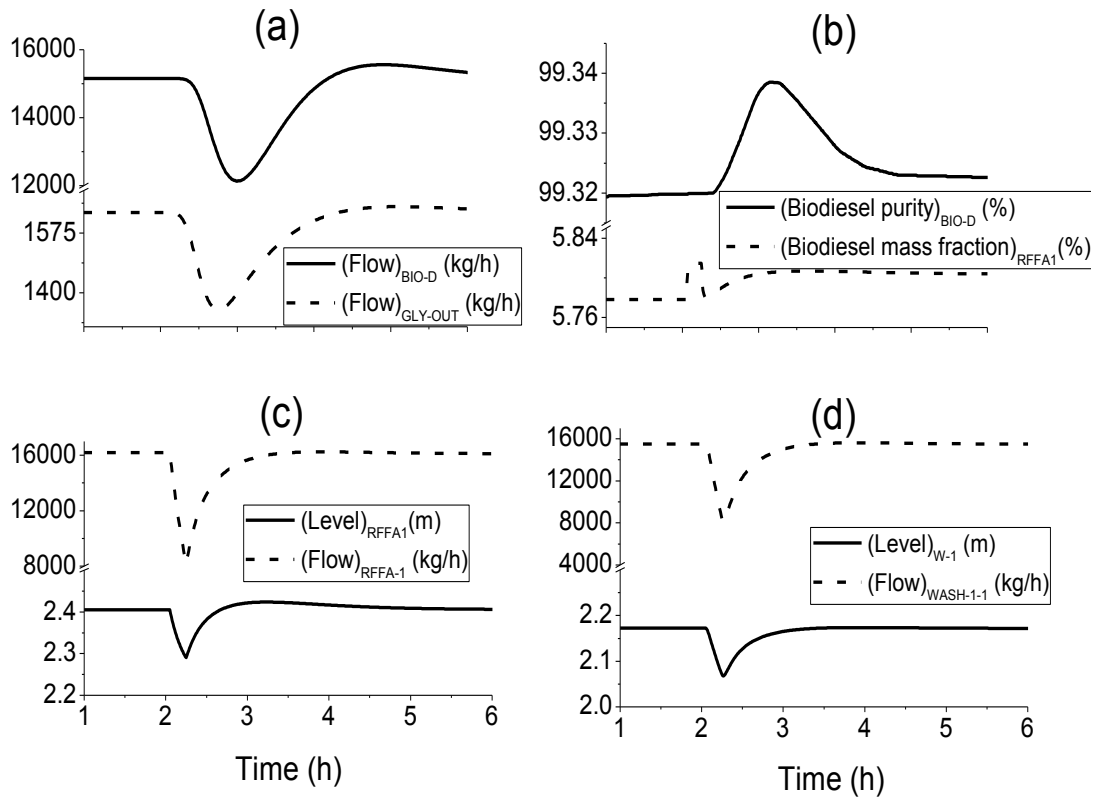 (a)
16000
14000
12000
1575
1400
(Flow)BIO-D (kg/h)
(Flow)GLY-OUT (kg/h)
(b)
99.34
99.33
99.32
5.84
5.76
(Biodiesel purity)BIO-D (%)
(Biodiesel mass fraction)RFFA1(%)
(c)
16000
12000
8000
2.4
2.3
2.2
(Level)RFFA1(m)
(Flow)RFFA-1 (kg/h)
1 2 3 4 5 6
Time (h)
(d)
16000
12000
8000
4000
2.2
2.1
2.0
(Level)W-1 (m)
(Flow)WASH-1-1 (kg/h)
1 2 3 4 5 6
Time (h)